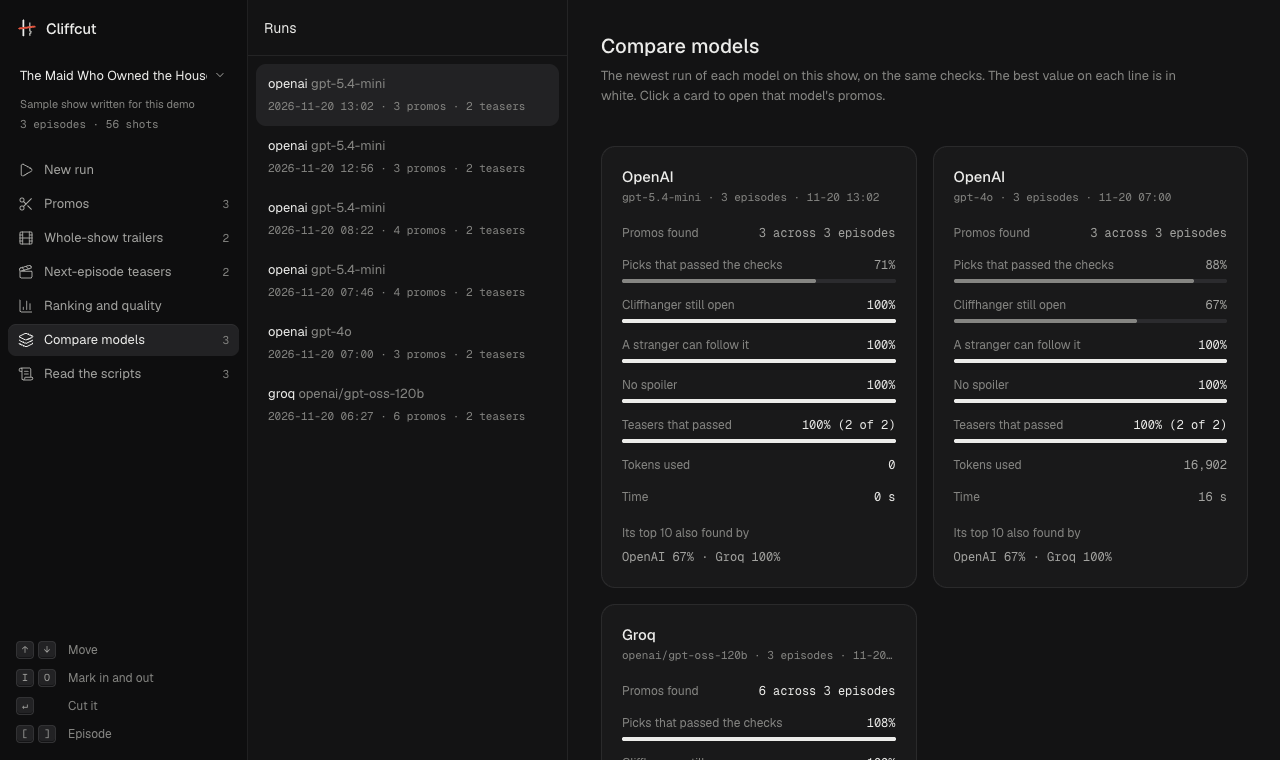 Cliffcut
The Maid Who Owned the Hous
Sample show written for this demo
3 episodes · 56 shots
New run
Promos 3
Whole-show trailers 2
Next-episode teasers 2
Ranking and quality
Compare models 3
Read the scripts 3
↑ ↓ Move
I O Mark in and out
↵ Cut it
[ ] Episode
Runs
openai gpt-5.4-mini
2026-11-20 13:02 · 3 promos · 2 teasers
openai gpt-5.4-mini
2026-11-20 12:56 · 3 promos · 2 teasers
openai gpt-5.4-mini
2026-11-20 08:22 · 4 promos · 2 teasers
openai gpt-5.4-mini
2026-11-20 07:46 · 4 promos · 2 teasers
openai gpt-4o
2026-11-20 07:00 · 3 promos · 2 teasers
groq openai/gpt-oss-120b
2026-11-20 06:27 · 6 promos · 2 teasers
Compare models
The newest run of each model on this show, on the same checks. The best value on each line is in
white. Click a card to open that model's promos.
OpenAI
gpt-5.4-mini · 3 episodes · 11-20 13:02
Promos found 3 across 3 episodes
Picks that passed the checks 71%
Cliffhanger still open 100%
A stranger can follow it 100%
No spoiler 100%
Teasers that passed 100% (2 of 2)
Tokens used 0
Time 0 s
Its top 10 also found by
OpenAI 67% · Groq 100%
OpenAI
gpt-4o · 3 episodes · 11-20 07:00
Promos found 3 across 3 episodes
Picks that passed the checks 88%
Cliffhanger still open 67%
A stranger can follow it 100%
No spoiler 100%
Teasers that passed 100% (2 of 2)
Tokens used 16,902
Time 16 s
Its top 10 also found by
OpenAI 67% · Groq 100%
Groq
openai/gpt-oss-120b · 3 episodes · 11-20…
Promos found 6 across 3 episodes
Picks that passed the checks 108%